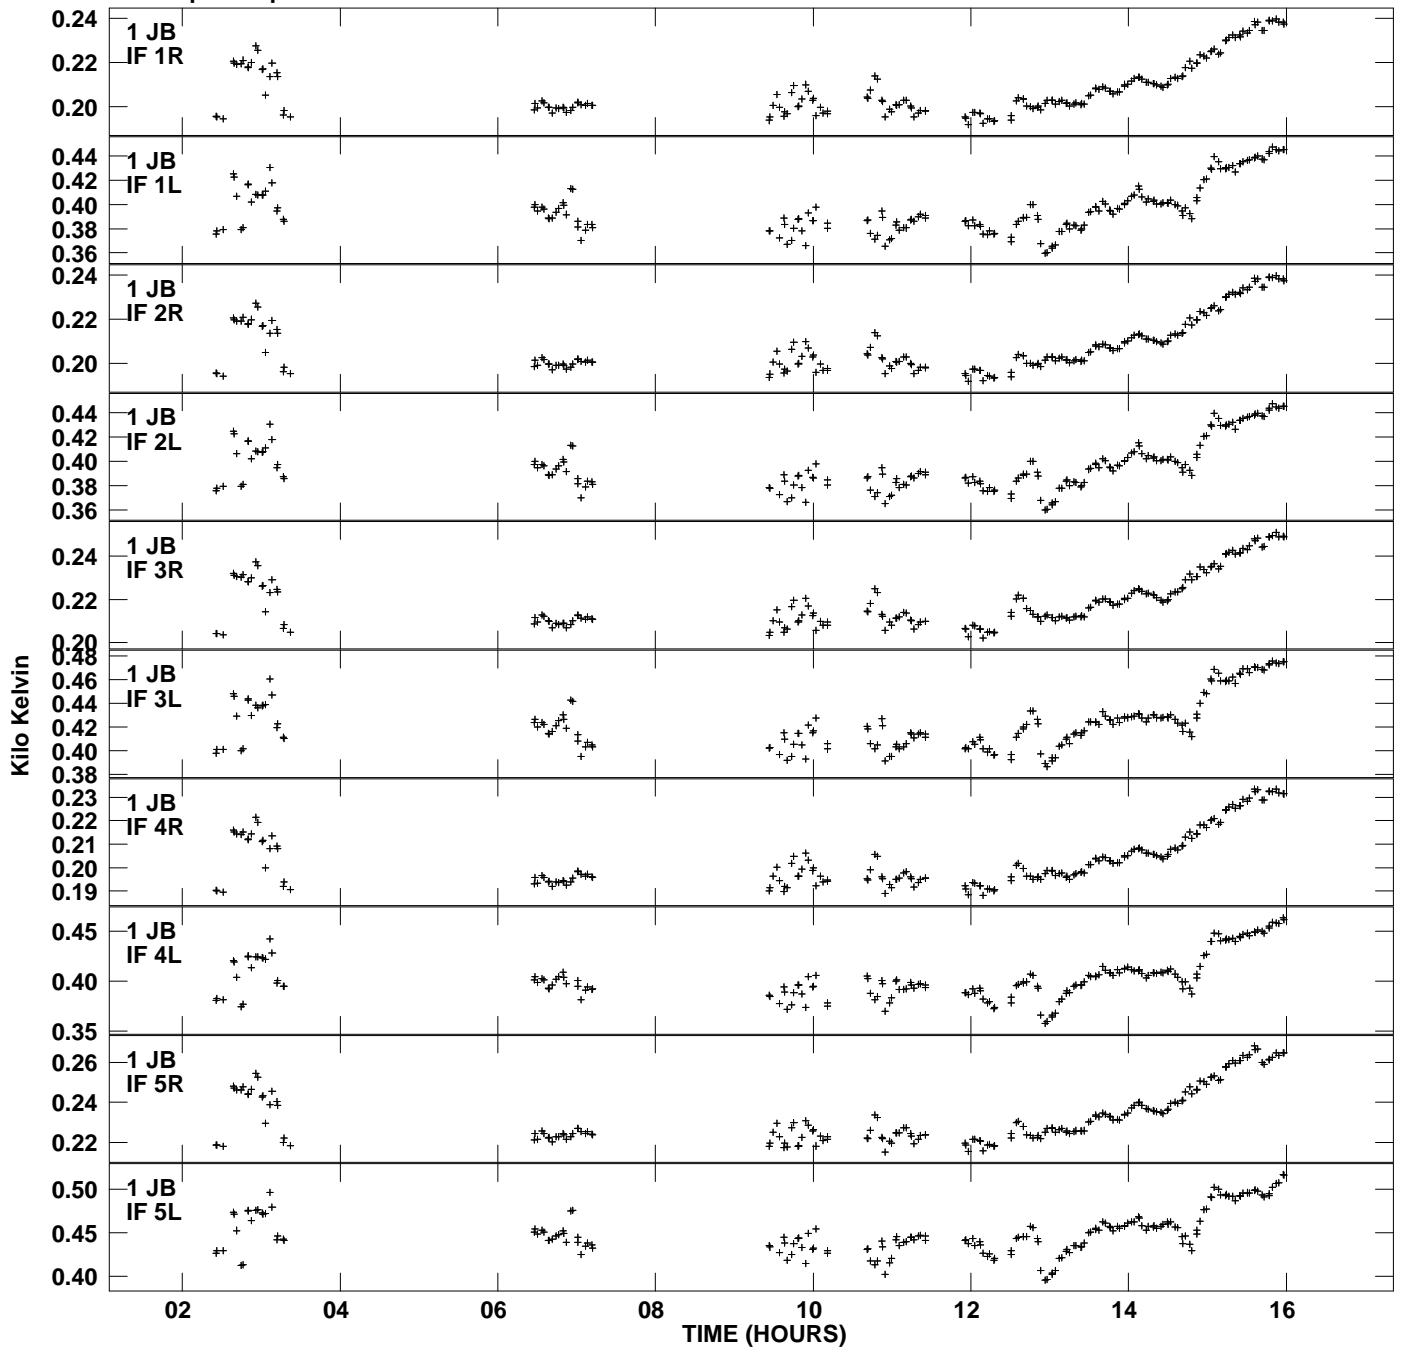 0.24
0.22
0.20
1 JB
IF 1R
0.44
0.42
0.40
0.38
0.36
1 JB
IF 1L
0.24
0.22
0.20
1 JB
IF 2R
0.44
0.42
0.40
0.38
0.36
1 JB
IF 2L
0.24
0.22
0.20
1 JB
IF 3R
0.48
0.46
0.44
0.42
0.40
0.38
1 JB
IF 3L
0.23
0.22
0.21
0.20
0.19
1 JB
IF 4R
0.45
0.40
0.35
1 JB
IF 4L
0.26
0.24
0.22
1 JB
IF 5R
0.50
0.45
0.40
1 JB
IF 5L
Kilo Kelvin
02 04 06 08 10 12 14 16
TIME (HOURS)